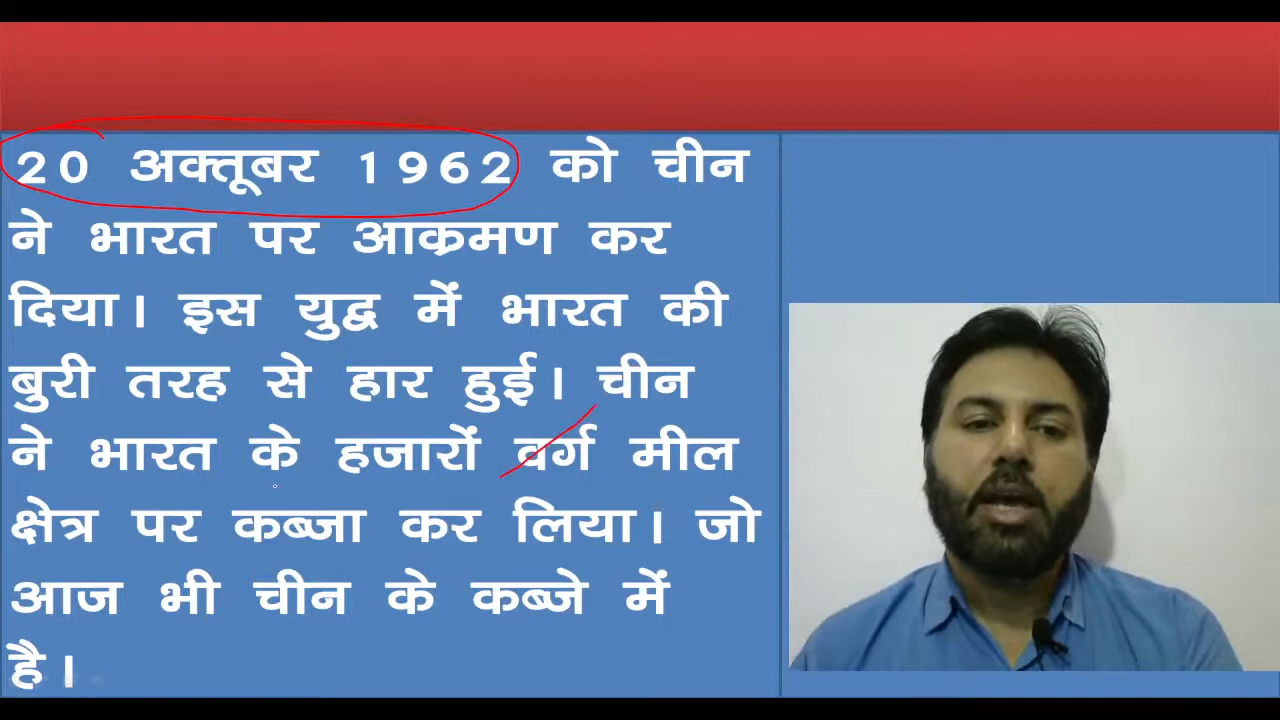 20 अक्तूबर 1962 को चीन
ने भारत पर आक्रमण कर
दिया। इस युद्ध में भारत की
बुरी तरह से हार हुई। चीन
ने भारत के हजारों वर्ग मील
क्षेत्र पर कब्जा कर लिया। जो
आज भी चीन के कब्जे में
है।